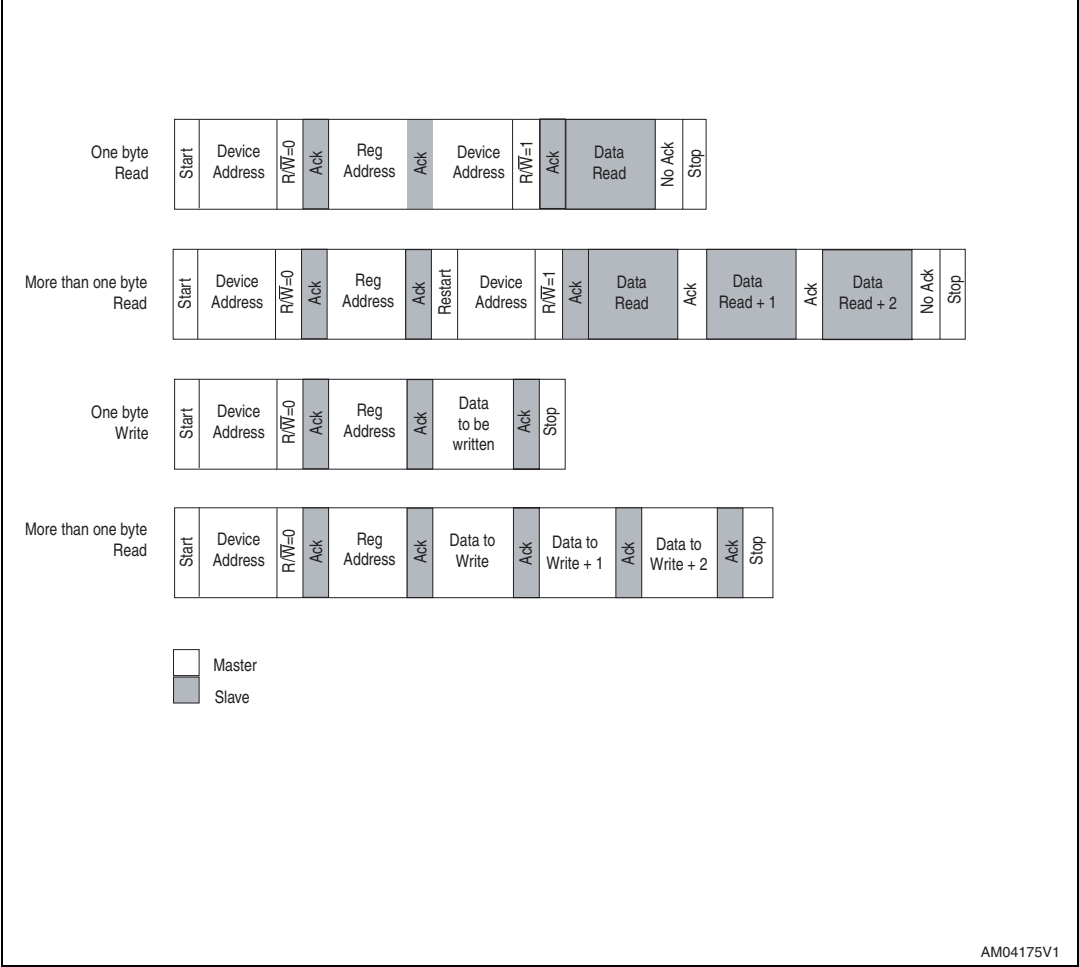 One byte
Read
Start
Device
Address
R/W̅=0
Ack
Reg
Address
Ack
Device
Address
R/W̅=1
Ack
Data
Read
No Ack
Stop
More than one byte
Read
Start
Device
Address
R/W̅=0
Ack
Reg
Address
Ack
Restart
Device
Address
R/W̅=1
Ack
Data
Read
Ack
Data
Read + 1
Ack
Data
Read + 2
No Ack
Stop
One byte
Write
Start
Device
Address
R/W̅=0
Ack
Reg
Address
Ack
Data
to be
written
Ack
Stop
More than one byte
Read
Start
Device
Address
R/W̅=0
Ack
Reg
Address
Ack
Data to
Write
Ack
Data to
Write + 1
Ack
Data to
Write + 2
Ack
Stop
Master
Slave
AM04175V1